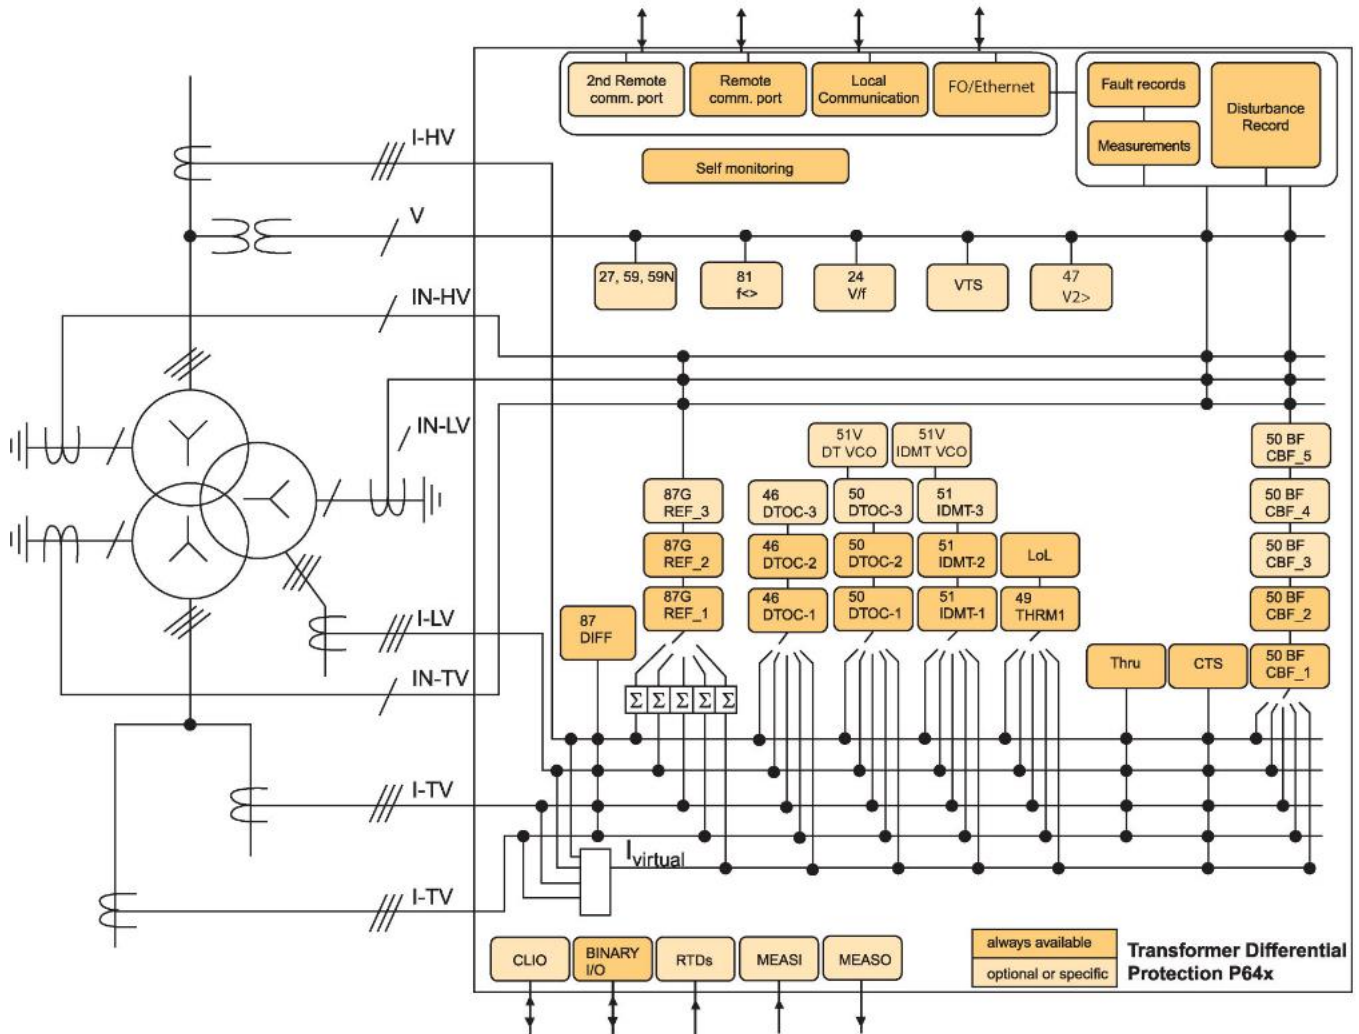 2nd Remote
comm. port
Remote
comm. port
Local
Communication
FO/Ethernet
Fault records
Measurements
Disturbance
Record
Self monitoring
I-HV
V
27, 59, 59N
81
f<>
24
V/f
VTS
47
V2>
IN-HV
IN-LV
51V
DT VCO
51V
IDMT VCO
50 BF
CBF_5
87G
REF_3
46
DTOC-3
50
DTOC-3
51
IDMT-3
50 BF
CBF_4
87G
REF_2
46
DTOC-2
50
DTOC-2
51
IDMT-2
LoL
50 BF
CBF_3
87
DIFF
87G
REF_1
46
DTOC-1
50
DTOC-1
51
IDMT-1
49
THRM1
50 BF
CBF_2
I-LV
Thru
CTS
50 BF
CBF_1
IN-TV
Σ Σ Σ Σ Σ
I-TV
Ivirtual
I-TV
CLIO
BINARY
I/O
RTDs
MEASI
MEASO
always available
optional or specific
Transformer Differential
Protection P64x